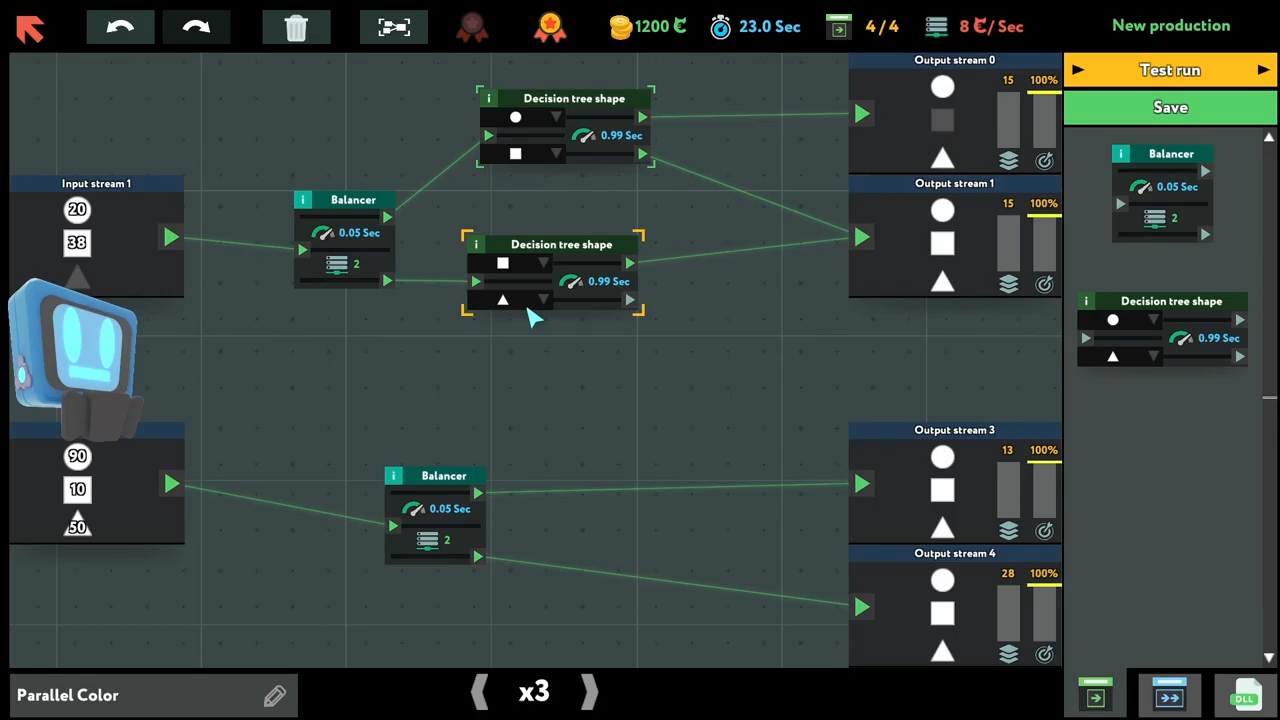 1200 23.0 Sec 4/4 8 /Sec New production
Test run
Save
Input stream 1
20
38
90
10
50
Balancer
0.05 Sec
2
Decision tree shape
0.99 Sec
Decision tree shape
0.99 Sec
Balancer
0.05 Sec
2
Output stream 0
15 100%
Output stream 1
15 100%
Output stream 3
13 100%
Output stream 4
28 100%
Balancer
0.05 Sec
2
Decision tree shape
0.99 Sec
Parallel Color
x3
DLL